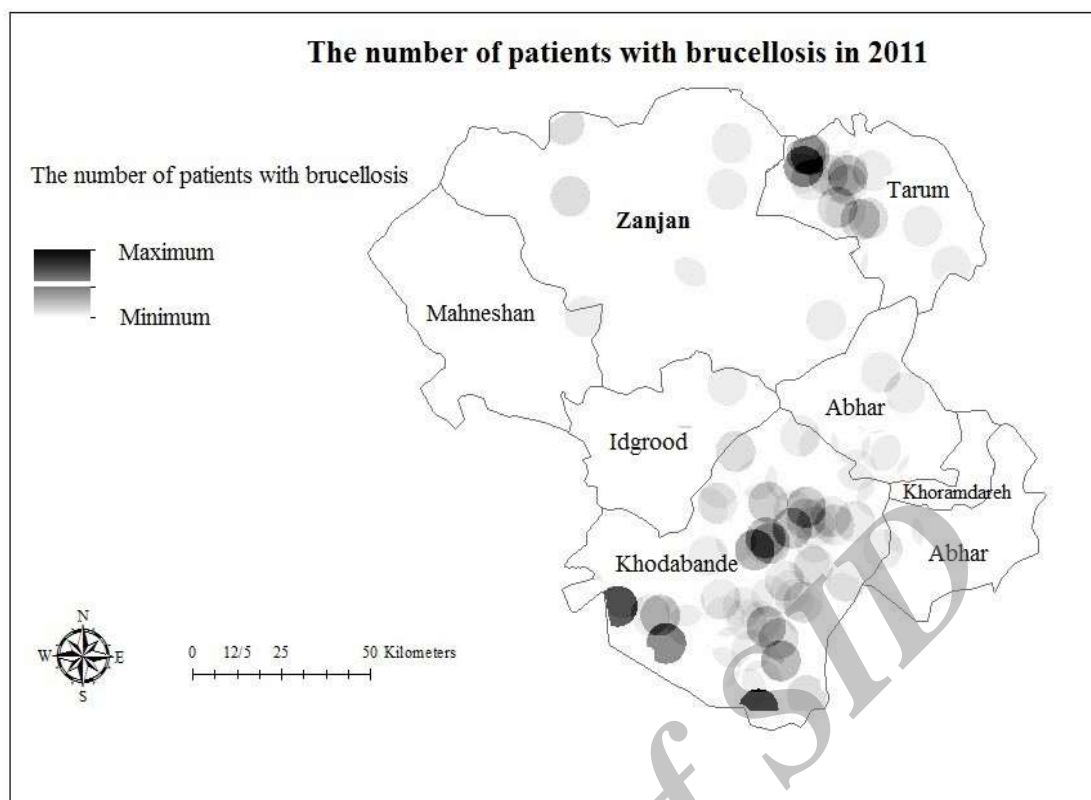 The number of patients with brucellosis in 2011
The number of patients with brucellosis
Maximum
Minimum
Tarum
Zanjan
Mahneshan
Abhar
Idgrood
Khoramdareh
Abhar
Khodabande
N
W
E
S
0 12/5 25 50 Kilometers
f SID